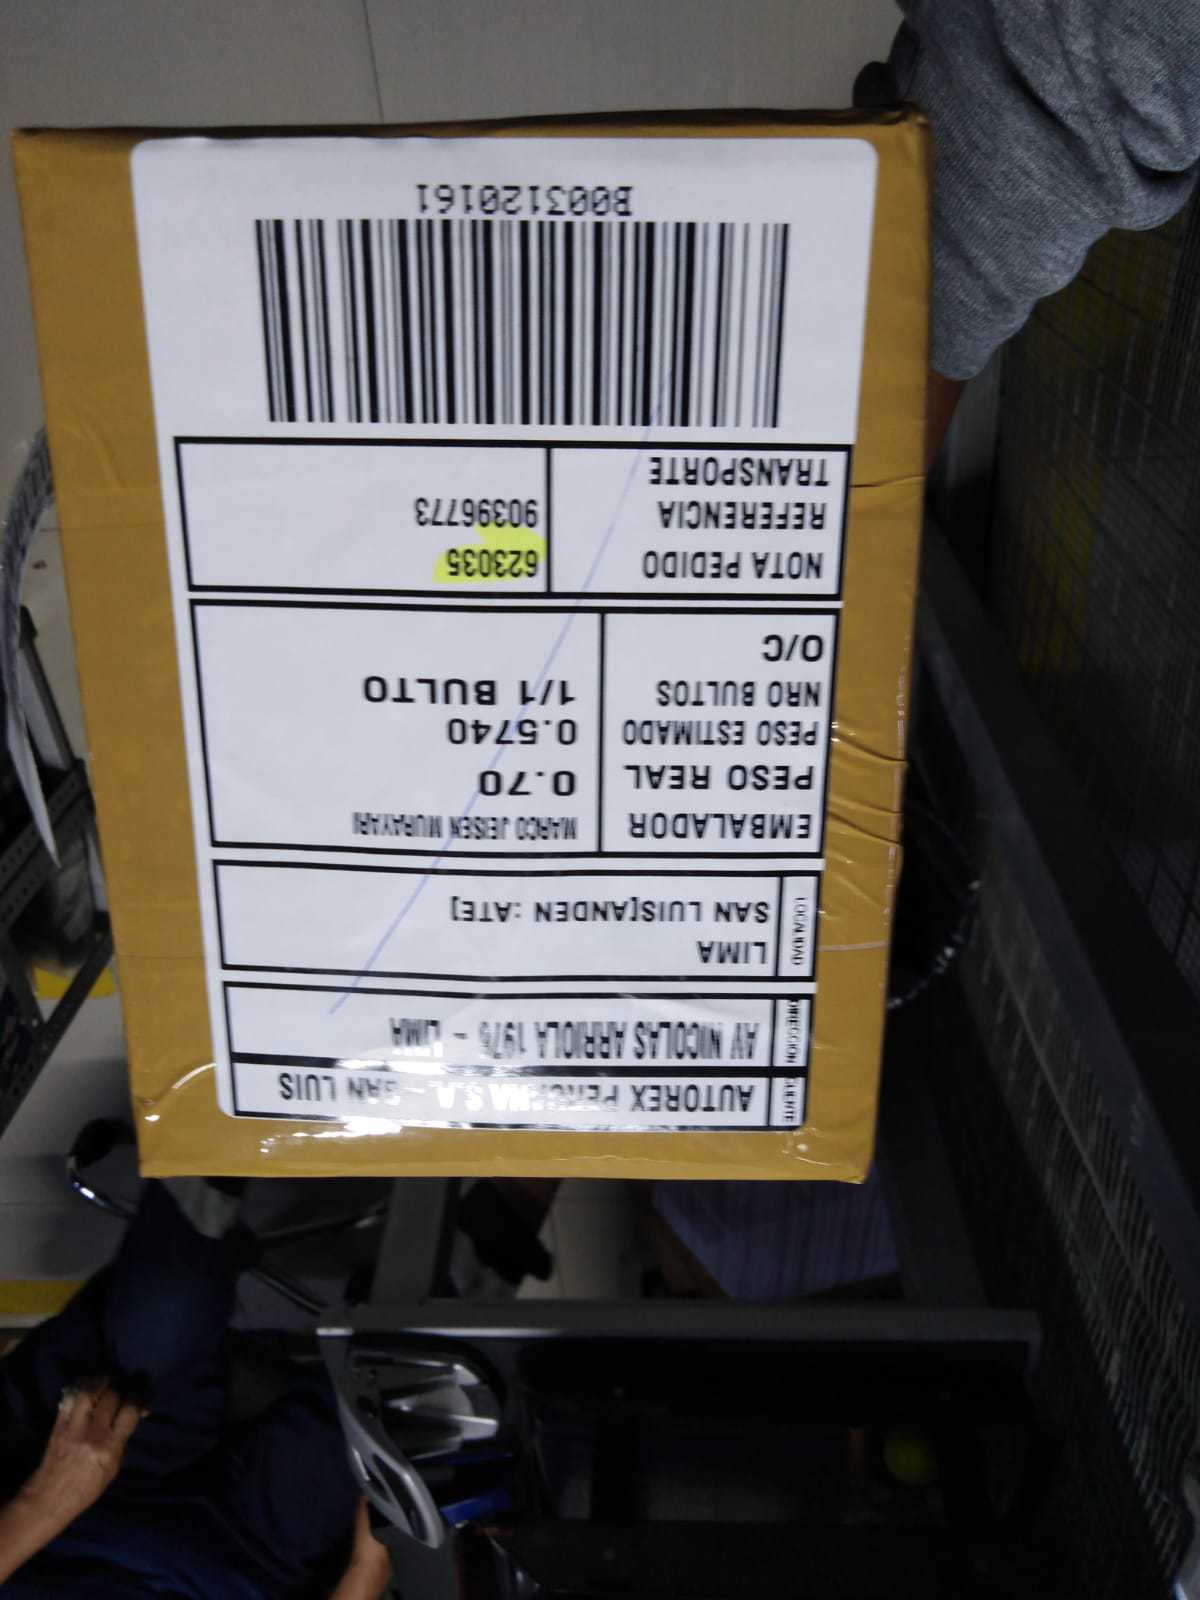 CLIENTE AUTOREX PERUANA S.A. - SAN LUIS
DIRECCION AV NICOLAS ARRIOLA 1975 - LIMA
LOCALIDAD LIMA
SAN LUIS[ANDEN :ATE]
EMBALADOR MARCO JEISEN MURAYARI
PESO REAL 0.70
PESO ESTIMADO 0.5740
NRO BULTOS 1/1 BULTO
O/C
NOTA PEDIDO 623035
REFERENCIA 90396773
TRANSPORTE
B003120161